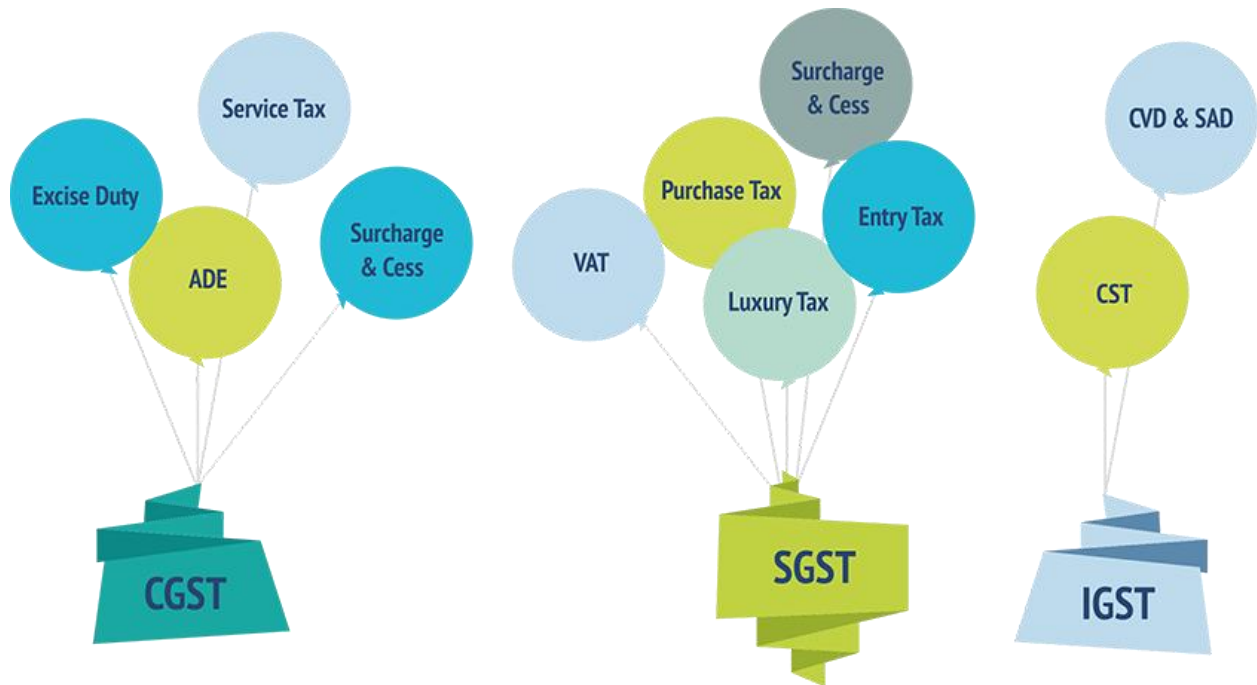 Service Tax
Excise Duty
ADE
Surcharge
& Cess
CGST
Surcharge
& Cess
Purchase Tax
Entry Tax
VAT
Luxury Tax
SGST
CVD & SAD
CST
IGST